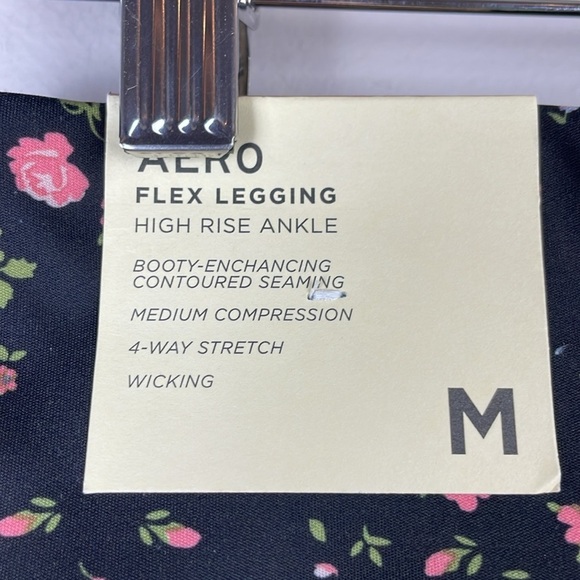 AERO
FLEX LEGGING
HIGH RISE ANKLE
BOOTY-ENCHANCING
CONTOURED SEAMING
MEDIUM COMPRESSION
4-WAY STRETCH
WICKING
M